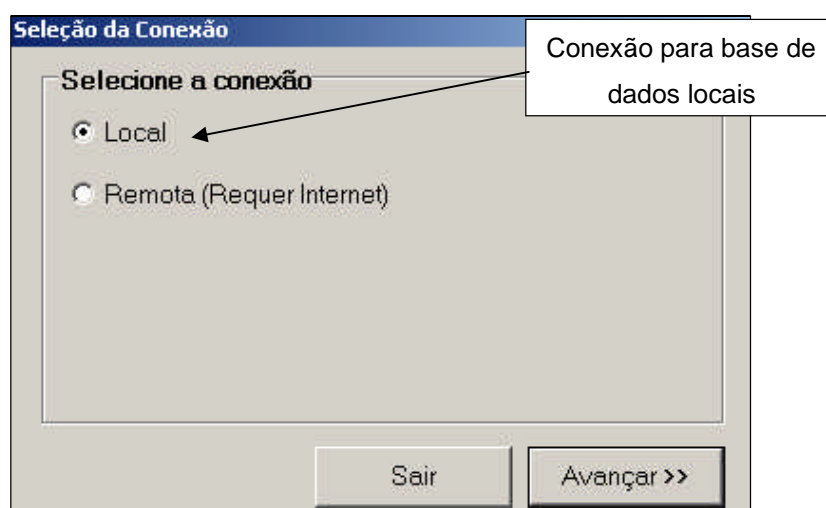 Seleção da Conexão
Conexão para base de
dados locais
Selecione a conexão
Local
Remota (Requer Internet)
Sair
Avançar >>